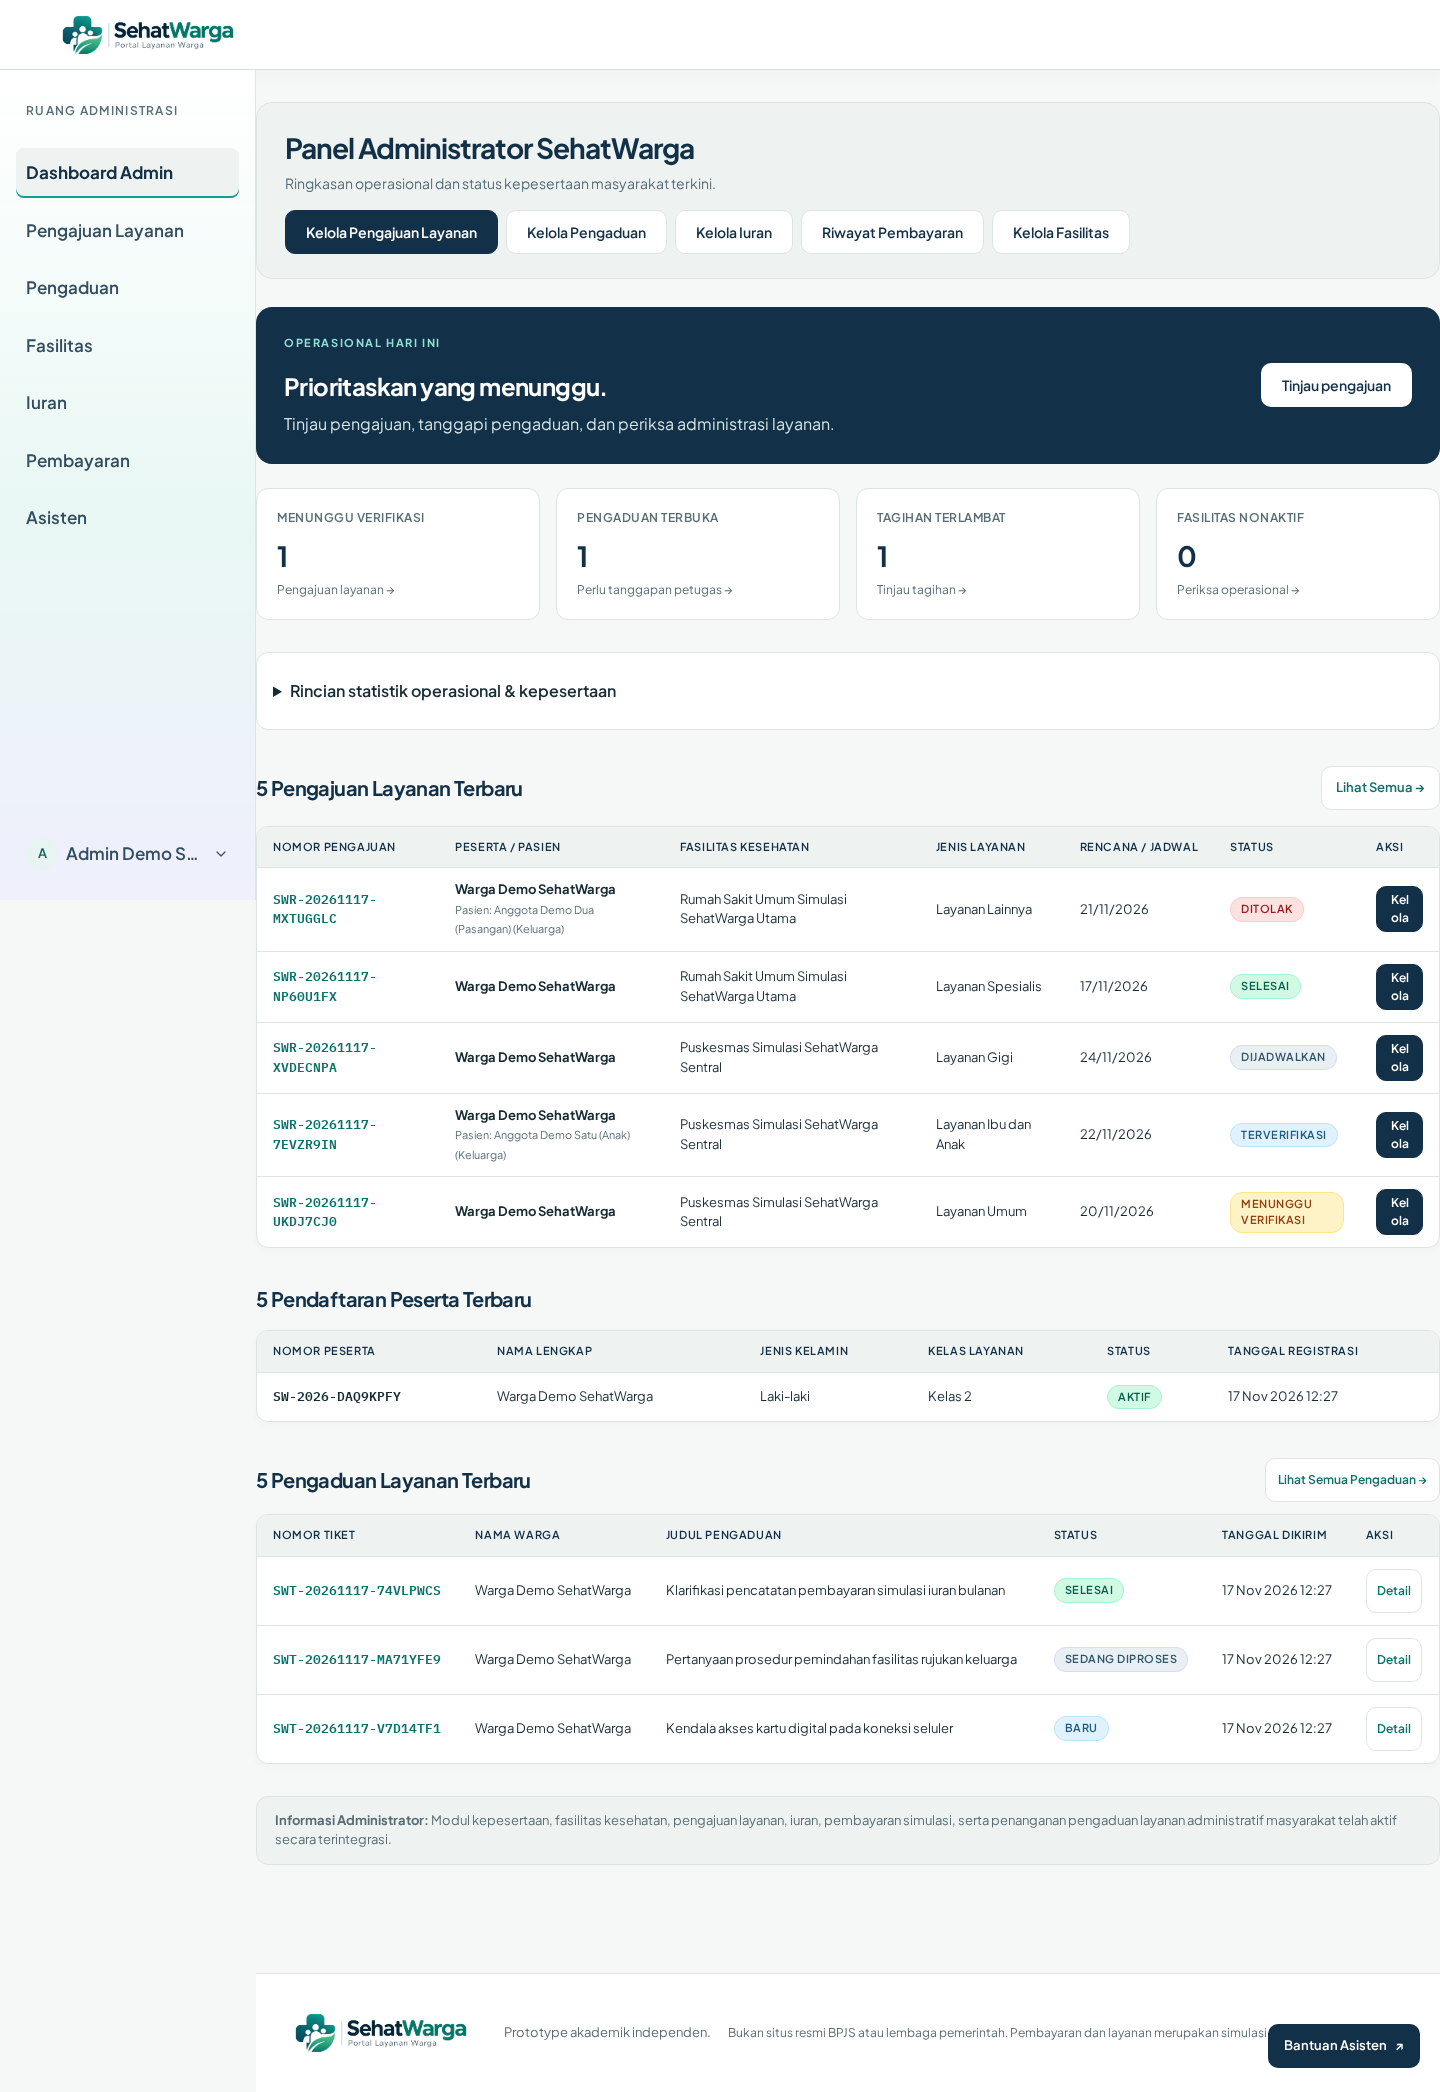 SehatWarga
Portal Layanan Warga
RUANG ADMINISTRASI
Dashboard Admin
Pengajuan Layanan
Pengaduan
Fasilitas
Iuran
Pembayaran
Asisten
A Admin Demo S...
Panel Administrator SehatWarga
Ringkasan operasional dan status kepesertaan masyarakat terkini.
Kelola Pengajuan Layanan Kelola Pengaduan Kelola Iuran Riwayat Pembayaran Kelola Fasilitas
OPERASIONAL HARI INI
Prioritaskan yang menunggu.
Tinjau pengajuan, tanggapi pengaduan, dan periksa administrasi layanan.
Tinjau pengajuan
MENUNGGU VERIFIKASI
1
Pengajuan layanan →
PENGADUAN TERBUKA
1
Perlu tanggapan petugas →
TAGIHAN TERLAMBAT
1
Tinjau tagihan →
FASILITAS NONAKTIF
0
Periksa operasional →
▶ Rincian statistik operasional & kepesertaan
5 Pengajuan Layanan Terbaru
Lihat Semua →
NOMOR PENGAJUAN PESERTA / PASIEN FASILITAS KESEHATAN JENIS LAYANAN RENCANA / JADWAL STATUS AKSI
SWR-20261117-
MXTUGGLC
Warga Demo SehatWarga
Pasien: Anggota Demo Dua
(Pasangan) (Keluarga)
Rumah Sakit Umum Simulasi
SehatWarga Utama
Layanan Lainnya
21/11/2026
DITOLAK
Kel
ola
SWR-20261117-
NP60U1FX
Warga Demo SehatWarga
Rumah Sakit Umum Simulasi
SehatWarga Utama
Layanan Spesialis
17/11/2026
SELESAI
Kel
ola
SWR-20261117-
XVDECNPA
Warga Demo SehatWarga
Puskesmas Simulasi SehatWarga
Sentral
Layanan Gigi
24/11/2026
DIJADWALKAN
Kel
ola
SWR-20261117-
7EVZR9IN
Warga Demo SehatWarga
Pasien: Anggota Demo Satu (Anak)
(Keluarga)
Puskesmas Simulasi SehatWarga
Sentral
Layanan Ibu dan
Anak
22/11/2026
TERVERIFIKASI
Kel
ola
SWR-20261117-
UKDJ7CJ0
Warga Demo SehatWarga
Puskesmas Simulasi SehatWarga
Sentral
Layanan Umum
20/11/2026
MENUNGGU
VERIFIKASI
Kel
ola
5 Pendaftaran Peserta Terbaru
NOMOR PESERTA NAMA LENGKAP JENIS KELAMIN KELAS LAYANAN STATUS TANGGAL REGISTRASI
SW-2026-DAQ9KPFY Warga Demo SehatWarga Laki-laki Kelas 2 AKTIF 17 Nov 2026 12:27
5 Pengaduan Layanan Terbaru
Lihat Semua Pengaduan →
NOMOR TIKET NAMA WARGA JUDUL PENGADUAN STATUS TANGGAL DIKIRIM AKSI
SWT-20261117-74VLPWCS Warga Demo SehatWarga Klarifikasi pencatatan pembayaran simulasi iuran bulanan SELESAI 17 Nov 2026 12:27 Detail
SWT-20261117-MA71YFE9 Warga Demo SehatWarga Pertanyaan prosedur pemindahan fasilitas rujukan keluarga SEDANG DIPROSES 17 Nov 2026 12:27 Detail
SWT-20261117-V7D14TF1 Warga Demo SehatWarga Kendala akses kartu digital pada koneksi seluler BARU 17 Nov 2026 12:27 Detail
Informasi Administrator: Modul kepesertaan, fasilitas kesehatan, pengajuan layanan, iuran, pembayaran simulasi, serta penanganan pengaduan layanan administratif masyarakat telah aktif
secara terintegrasi.
SehatWarga
Portal Layanan Warga
Prototype akademik independen. Bukan situs resmi BPJS atau lembaga pemerintah. Pembayaran dan layanan merupakan simulasi
Bantuan Asisten ↗